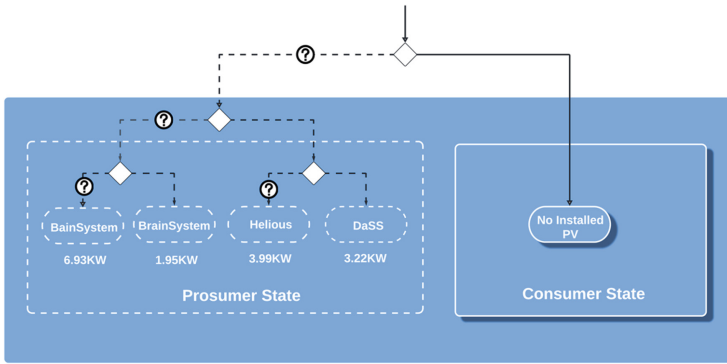 ?
?
?
?
BainSystem
BrainSystem
Helious
DaSS
No Installed
PV
6.93KW
1.95KW
3.99KW
3.22KW
Prosumer State
Consumer State